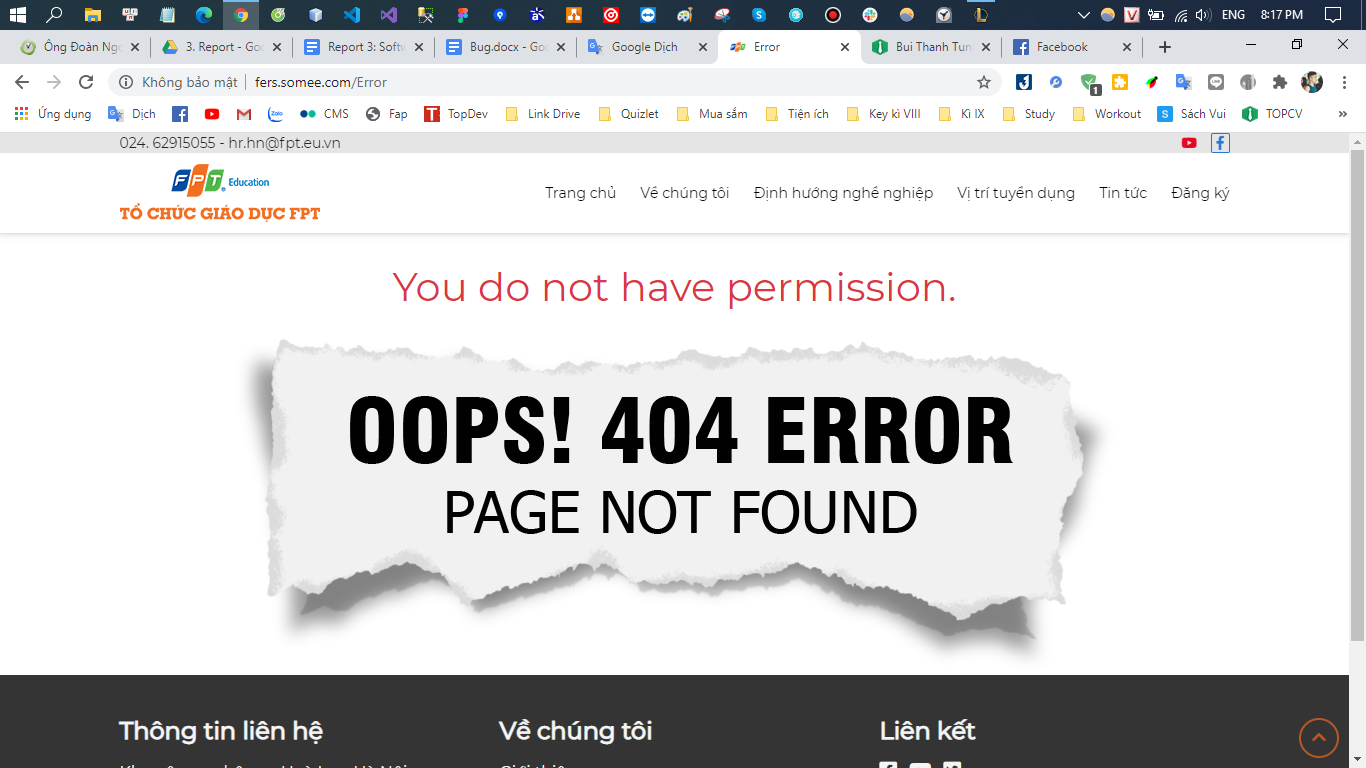 ENG 8:17 PM
Ông Đoàn Ngọ
3. Report - Goo
Report 3: Softw
Bug.docx - Goo
Google Dịch
Error
Bui Thanh Tun
Facebook
Không bảo mật | fers.somee.com/Error
1
Ứng dụng Dịch CMS Fap TopDev Link Drive Quizlet Mua sắm Tiện ích Key kì VIII Kì IX Study Workout Sách Vui TOPCV »
024. 62915055 - hr.hn@fpt.eu.vn
FPT Education
TỔ CHỨC GIÁO DỤC FPT
Trang chủ Về chúng tôi Định hướng nghề nghiệp Vị trí tuyển dụng Tin tức Đăng ký
You do not have permission.
OOPS! 404 ERROR
PAGE NOT FOUND
Thông tin liên hệ Về chúng tôi Liên kết